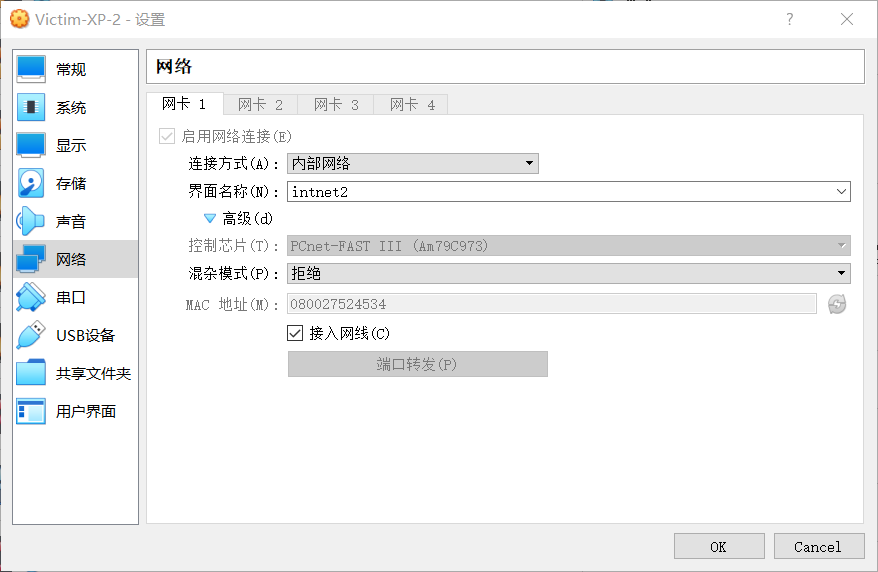 Victim-XP-2 - 设置
?
常规
系统
显示
存储
声音
网络
串口
USB设备
共享文件夹
用户界面
网络
网卡 1 网卡 2 网卡 3 网卡 4
启用网络连接(E)
连接方式(A): 内部网络
界面名称(N): intnet2
高级(d)
控制芯片(T): PCnet-FAST III (Am79C973)
混杂模式(P): 拒绝
MAC 地址(M): 080027524534
接入网线(C)
端口转发(P)
OK Cancel